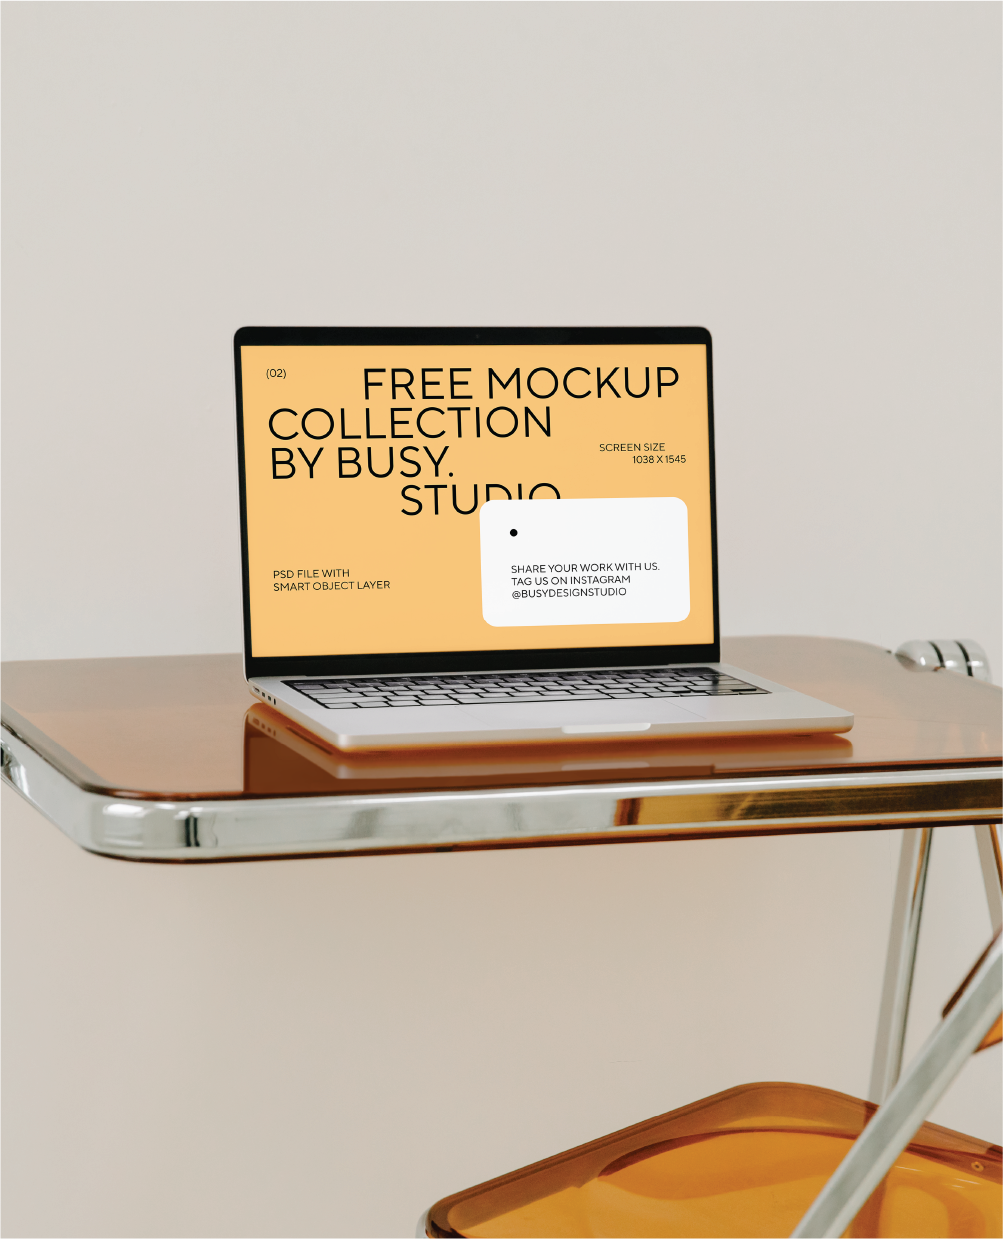 (02)
FREE MOCKUP
COLLECTION
BY BUSY.
STUDIO
SCREEN SIZE
1038 X 1545
PSD FILE WITH
SMART OBJECT LAYER
SHARE YOUR WORK WITH US.
TAG US ON INSTAGRAM
@BUSYDESIGNSTUDIO